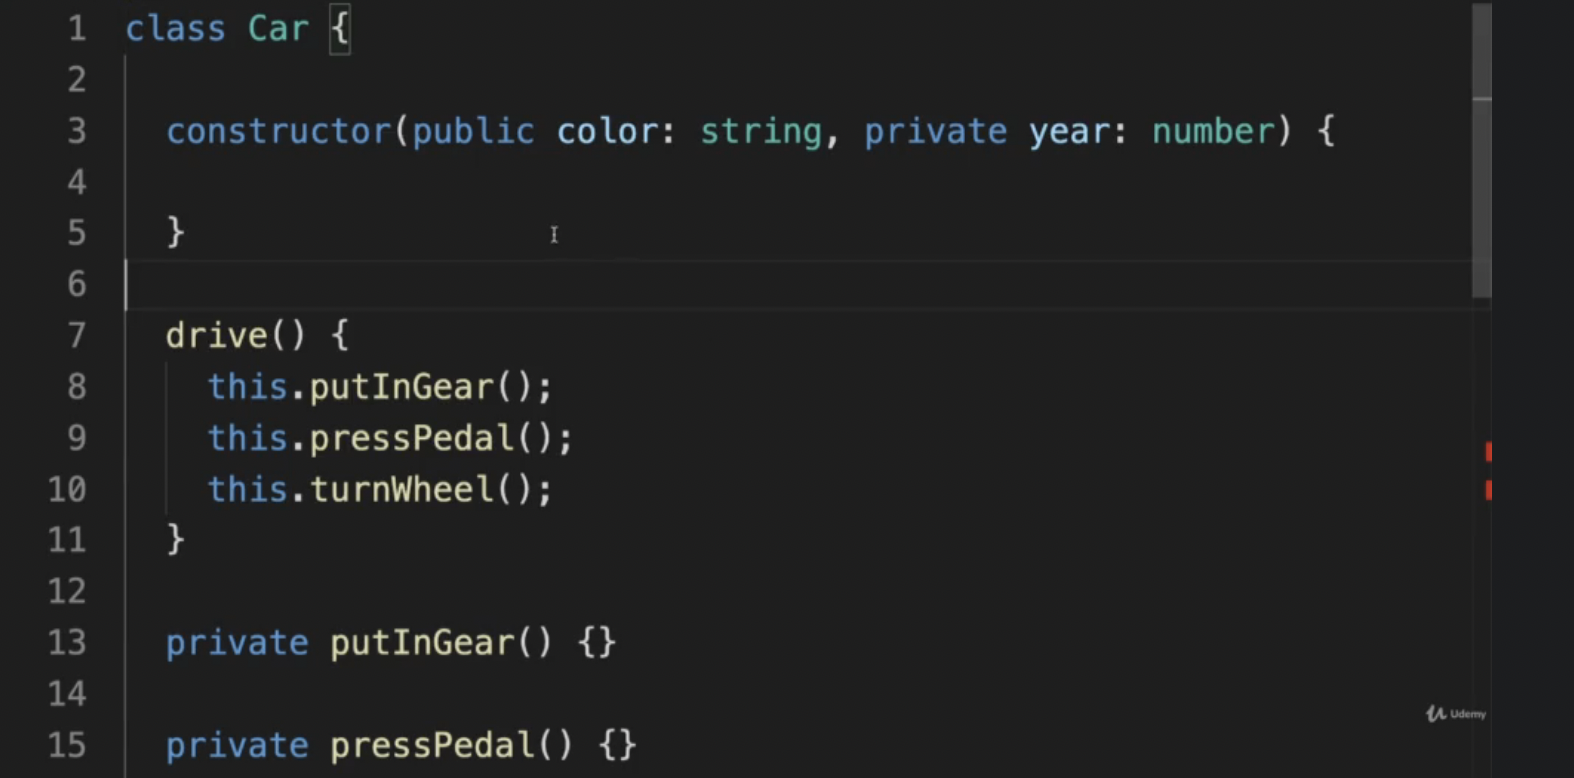 1 class Car {
2
3   constructor(public color: string, private year: number) {
4
5   }
6
7   drive() {
8     this.putInGear();
9     this.pressPedal();
10     this.turnWheel();
11   }
12
13   private putInGear() {}
14
15   private pressPedal() {}
Udemy